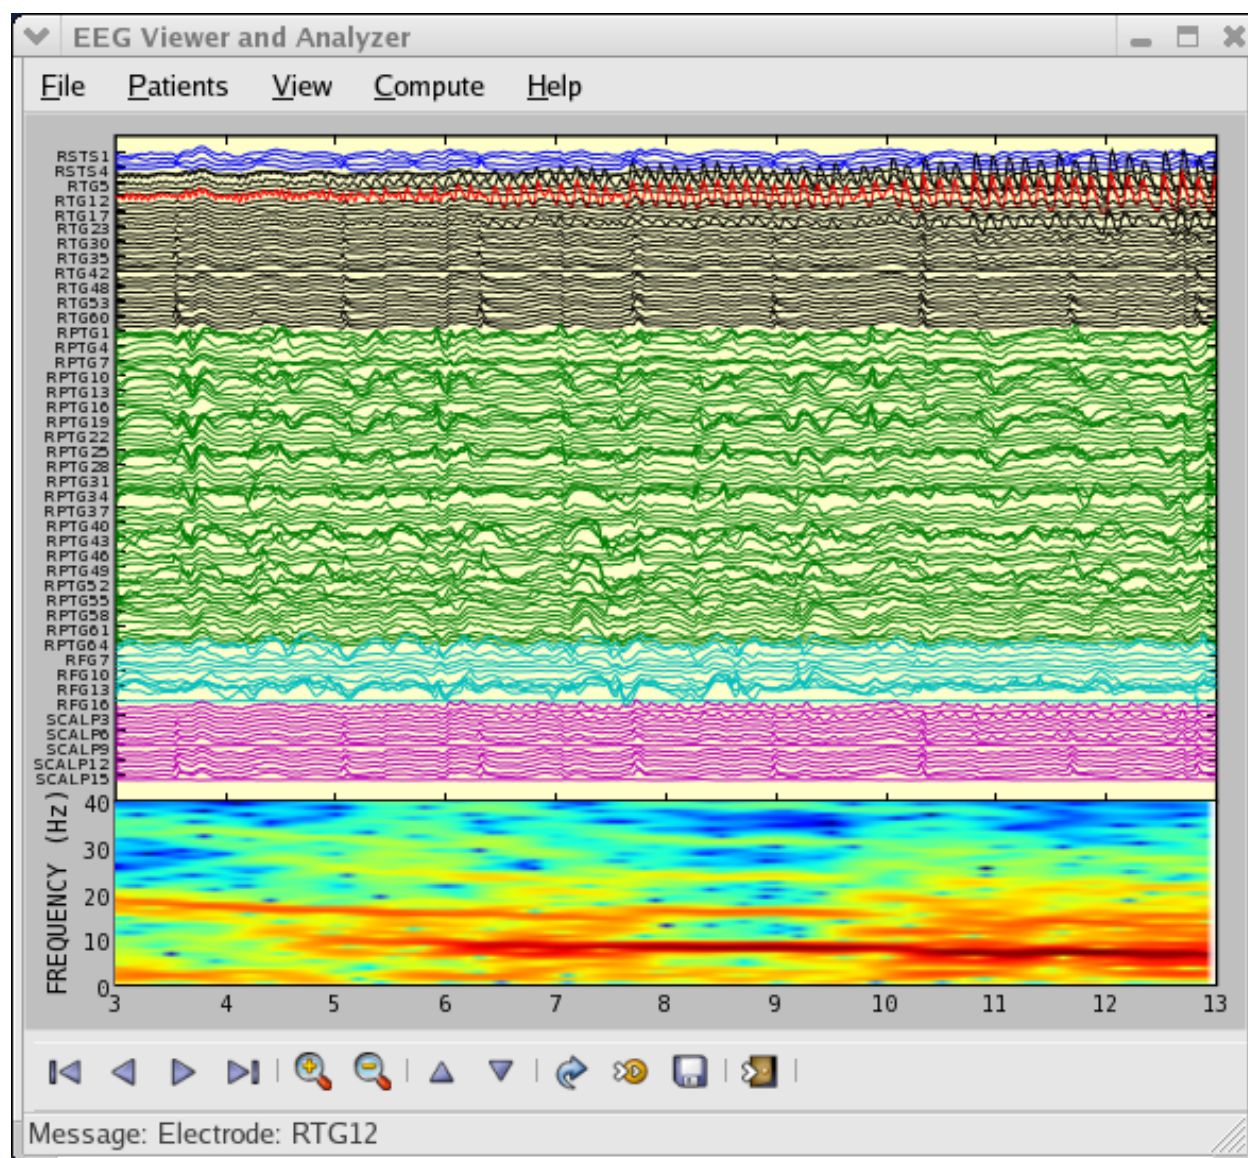 EEG Viewer and Analyzer
File Patients View Compute Help
RSTS1
RSTS4
RTG5
RTG12
RTG17
RTG23
RTG30
RTG35
RTG42
RTG48
RTG53
RTG60
RPTG1
RPTG4
RPTG7
RPTG10
RPTG13
RPTG16
RPTG19
RPTG22
RPTG25
RPTG28
RPTG31
RPTG34
RPTG37
RPTG40
RPTG43
RPTG46
RPTG49
RPTG52
RPTG55
RPTG58
RPTG61
RPTG64
RFG7
RFG10
RFG13
RFG16
SCALP3
SCALP6
SCALP9
SCALP12
SCALP15
FREQUENCY (Hz)
40
30
20
10
0
3 4 5 6 7 8 9 10 11 12 13
Message: Electrode: RTG12